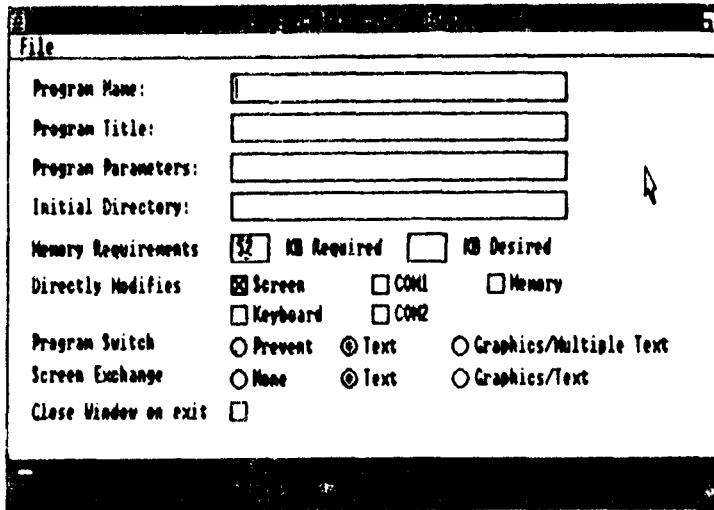 File
Program Name:
Program Title:
Program Parameters:
Initial Directory:
Memory Requirements 52 KB Required KB Desired
Directly Modifies Screen COM1 Memory
Keyboard COM2
Program Switch Prevent Text Graphics/Multiple Text
Screen Exchange None Text Graphics/Text
Close Window on exit